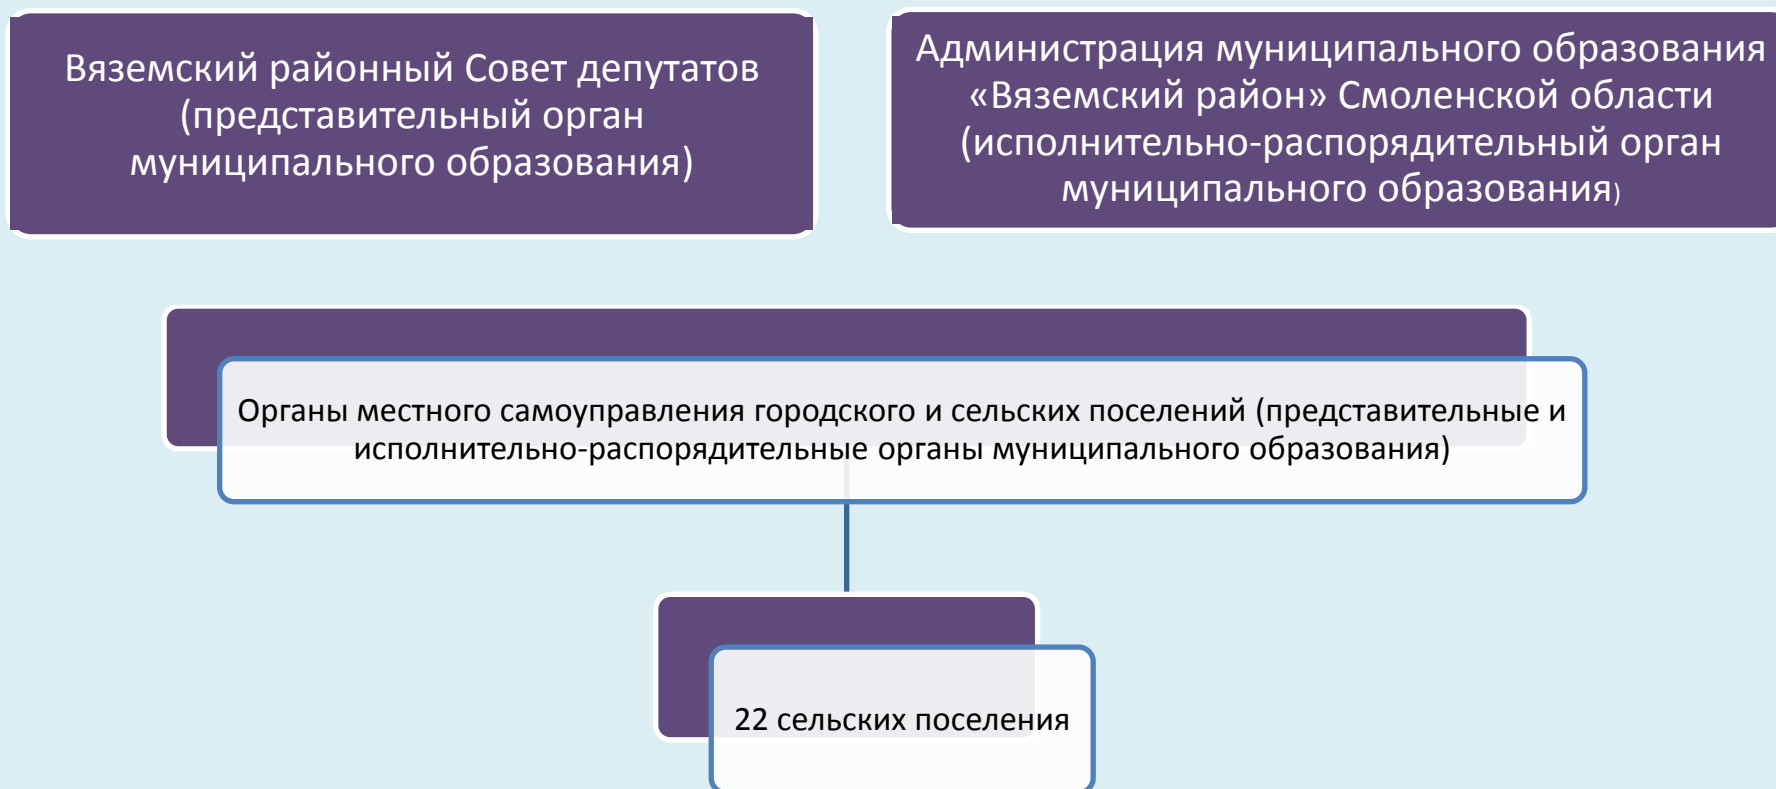 Вяземский районный Совет депутатов
(представительный орган
муниципального образования)
Администрация муниципального образования
«Вяземский район» Смоленской области
(исполнительно-распорядительный орган
муниципального образования)
Органы местного самоуправления городского и сельских поселений (представительные и
исполнительно-распорядительные органы муниципального образования)
22 сельских поселения